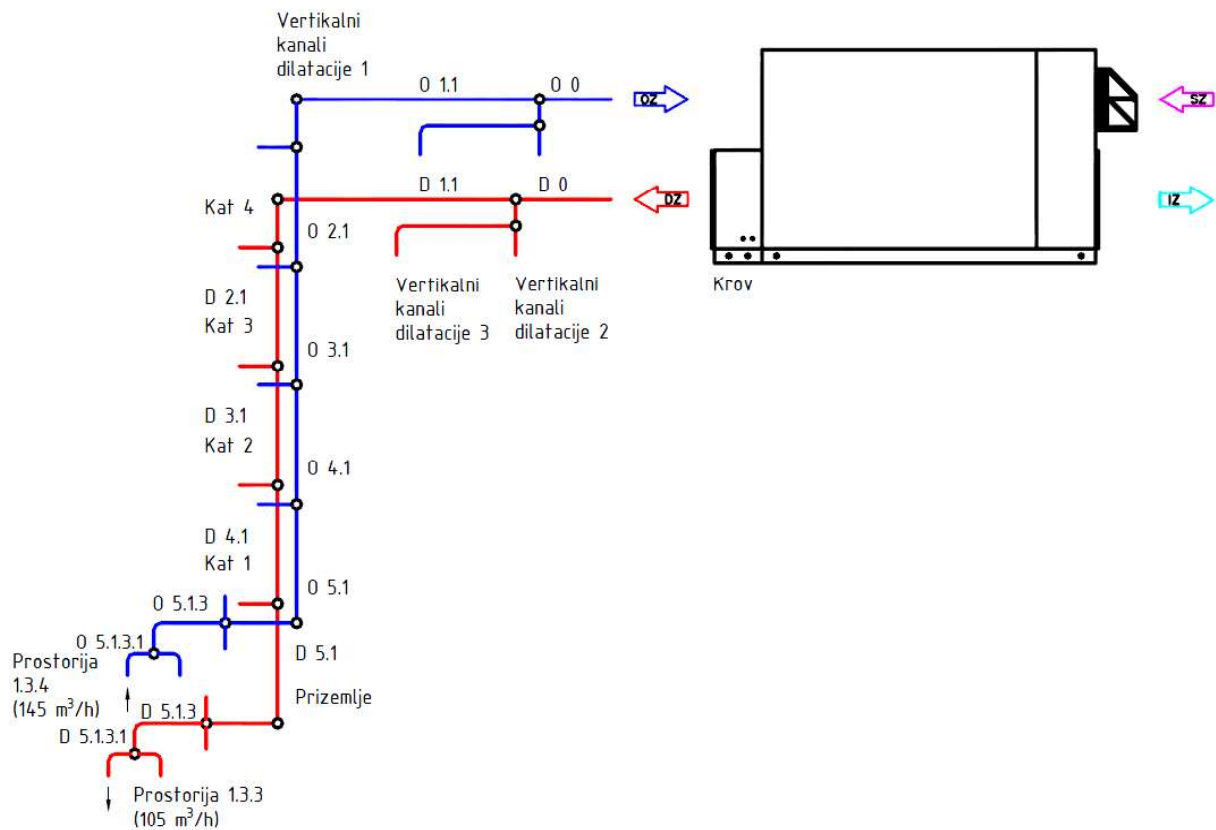 Vertikalni
kanali
dilatacije 1
O 1.1
O 0
OZ
SZ
Kat 4
D 1.1
D 0
DZ
IZ
O 2.1
Krov
D 2.1
Kat 3
Vertikalni
kanali
dilatacije 3
Vertikalni
kanali
dilatacije 2
O 3.1
D 3.1
Kat 2
O 4.1
D 4.1
Kat 1
O 5.1
O 5.1.3
O 5.1.3.1
D 5.1
Prostorija
1.3.4
(145 m³/h)
Prizemlje
D 5.1.3
D 5.1.3.1
Prostorija 1.3.3
(105 m³/h)